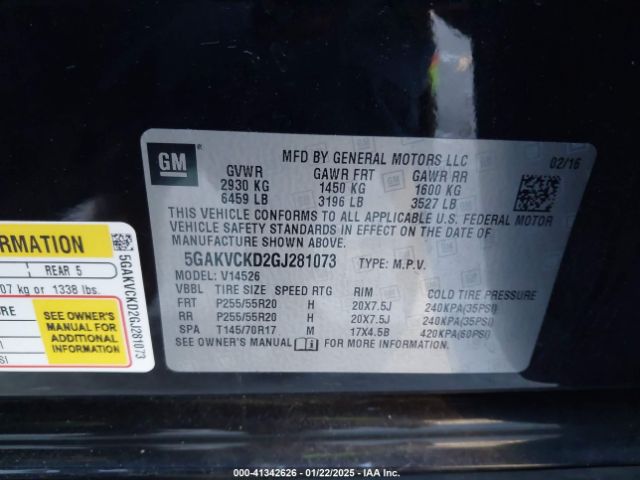 GM
MFD BY GENERAL MOTORS LLC 02/16
GVWR GAWR FRT GAWR RR
2930 KG 1450 KG 1600 KG
6459 LB 3196 LB 3527 LB
THIS VEHICLE CONFORMS TO ALL APPLICABLE U.S. FEDERAL MOTOR
VEHICLE SAFETY STANDARDS IN EFFECT ON THE DATE OF
MANUFACTURE SHOWN ABOVE.
5GAKVCKD2GJ281073 TYPE: M.P.V.
MODEL: V14526
VBBL TIRE SIZE SPEED RTG RIM COLD TIRE PRESSURE
FRT P255/55R20 H 20X7.5J 240KPA(35PSI)
RR P255/55R20 H 20X7.5J 240KPA(35PSI)
SPA T145/70R17 M 17X4.5B 420KPA(60PSI)
SEE OWNER'S MANUAL FOR MORE INFORMATION.
RMATION
REAR 5
07 kg or 1338 lbs.
SEE OWNER'S
MANUAL FOR
ADDITIONAL
INFORMATION
5GAKVCKD2GJ281073
000-41342626 - 01/22/2025 - IAAI.COM